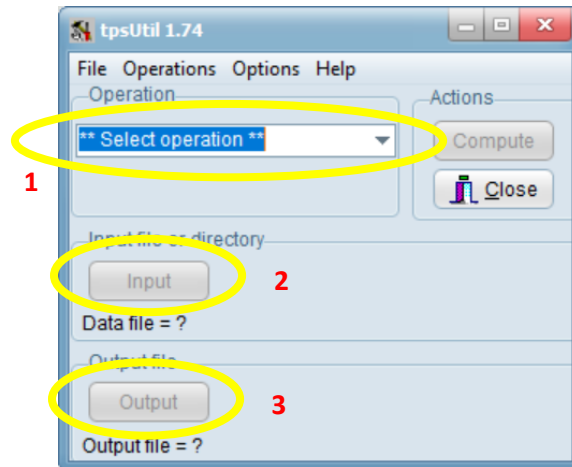 tpsUtil 1.74
File Operations Options Help
Operation
Actions
** Select operation **
Compute
1
Close
Input file or directory
Input
2
Data file = ?
Output file
Output
3
Output file = ?